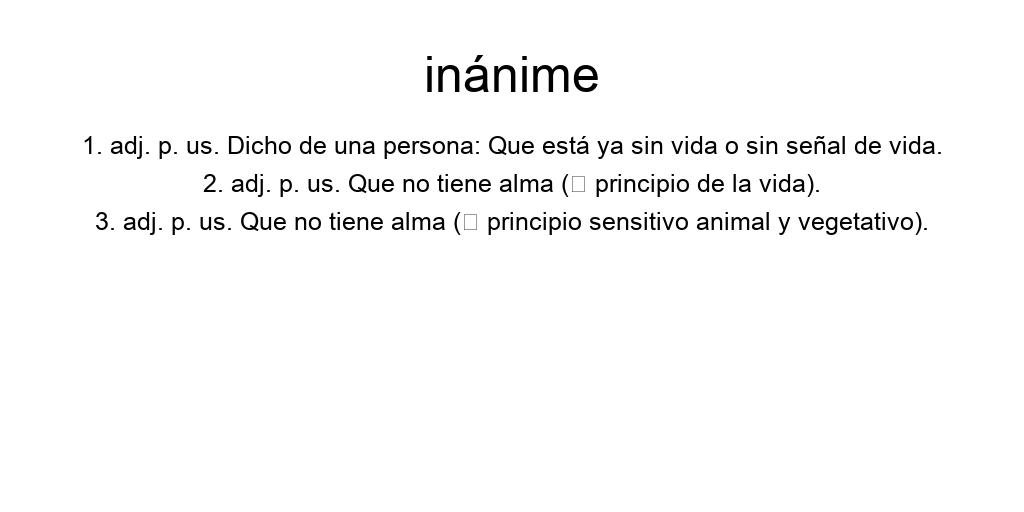 inánime
1. adj. p. us. Dicho de una persona: Que está ya sin vida o sin señal de vida.
2. adj. p. us. Que no tiene alma (▯ principio de la vida).
3. adj. p. us. Que no tiene alma (▯ principio sensitivo animal y vegetativo).